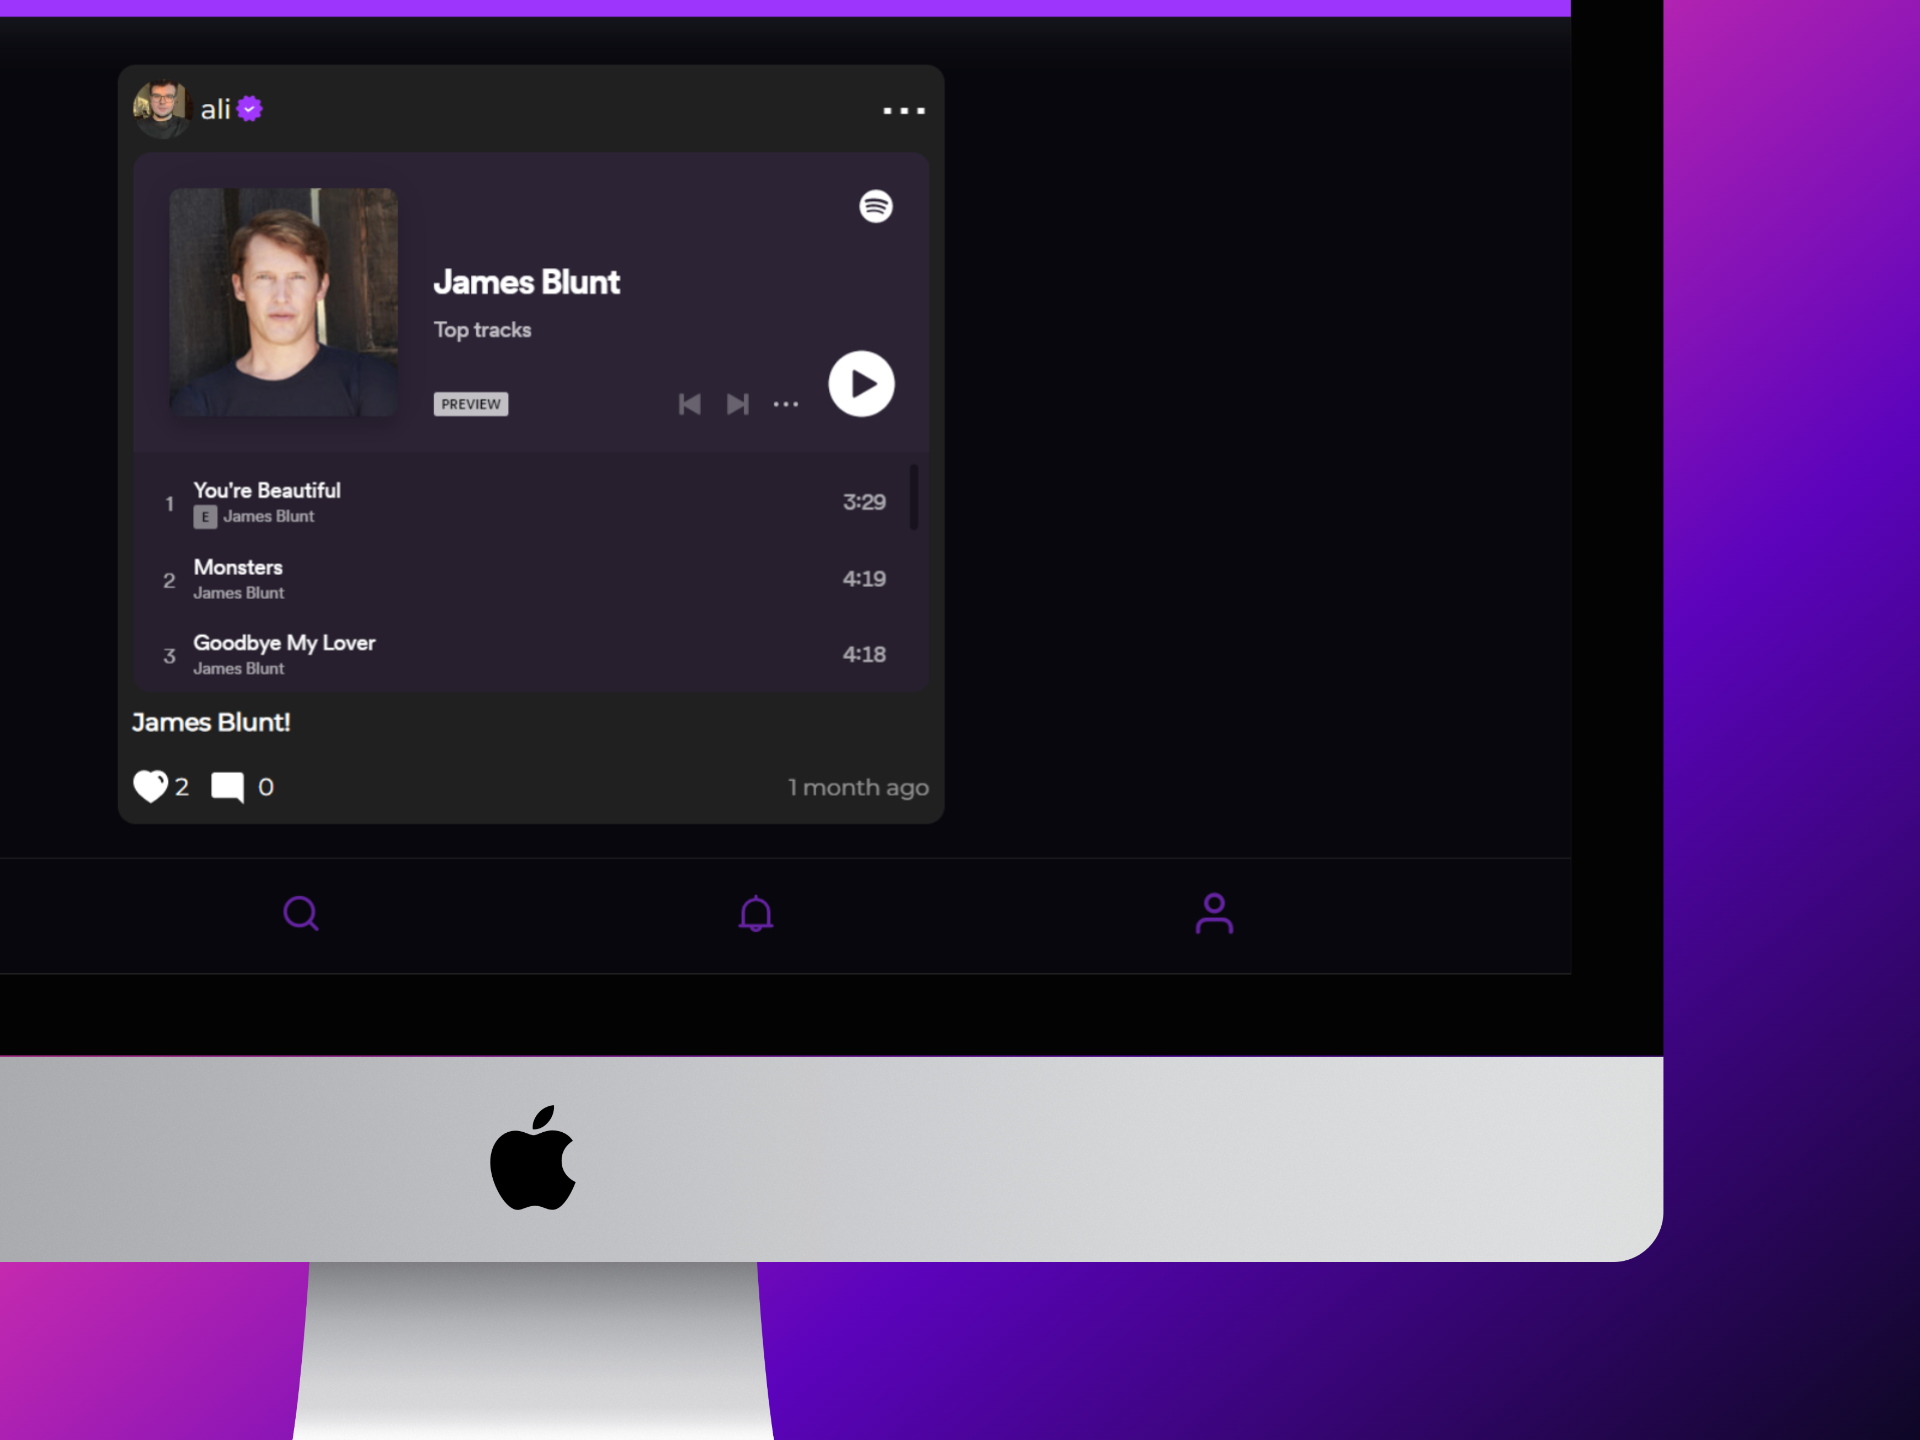 ali
James Blunt
Top tracks
PREVIEW
1 You're Beautiful 3:29
E James Blunt
2 Monsters 4:19
James Blunt
3 Goodbye My Lover 4:18
James Blunt
James Blunt!
2 0 1 month ago